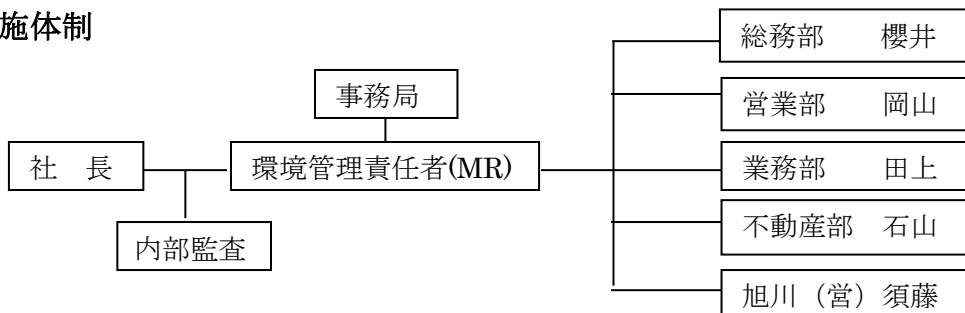 施体制
総務部 櫻井
事務局
営業部 岡山
社 長
環境管理責任者(MR)
業務部 田上
内部監査
不動産部 石山
旭川（営）須藤